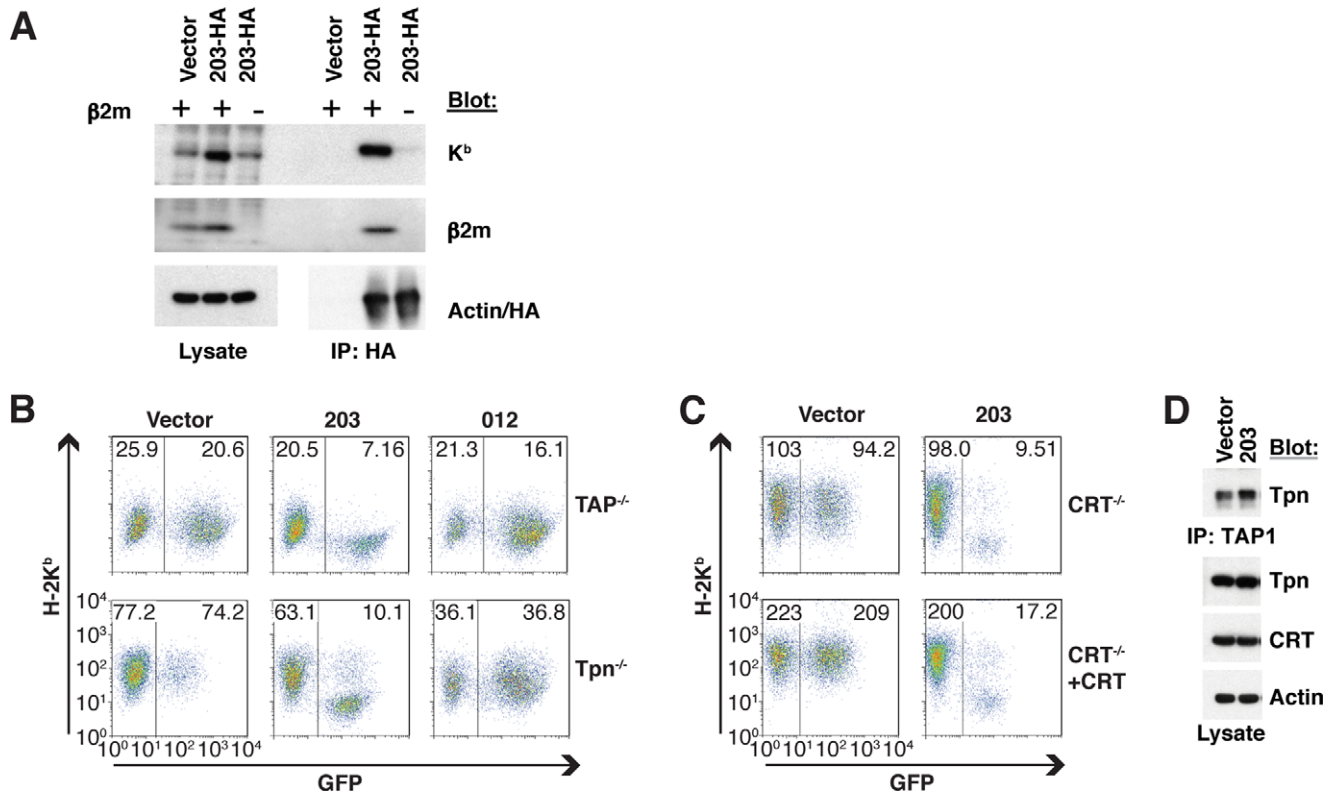 A
Vector
203-HA
203-HA
Vector
203-HA
203-HA
β2m
+ + -
+ + -
Blot:
Kᵇ
β2m
Actin/HA
Lysate
IP: HA
B
Vector
203
012
25.9 20.6
20.5 7.16
21.3 16.1
TAP⁻/⁻
H-2Kᵇ
77.2 74.2
63.1 10.1
36.1 36.8
Tpn⁻/⁻
10⁴
10³
10²
10¹
10⁰
10⁰ 10¹ 10² 10³ 10⁴
GFP
C
Vector
203
103 94.2
98.0 9.51
CRT⁻/⁻
H-2Kᵇ
223 209
200 17.2
CRT⁻/⁻
+CRT
10⁴
10³
10²
10¹
10⁰
10⁰ 10¹ 10² 10³ 10⁴
GFP
D
Vector
203
Blot:
Tpn
IP: TAP1
Tpn
CRT
Actin
Lysate